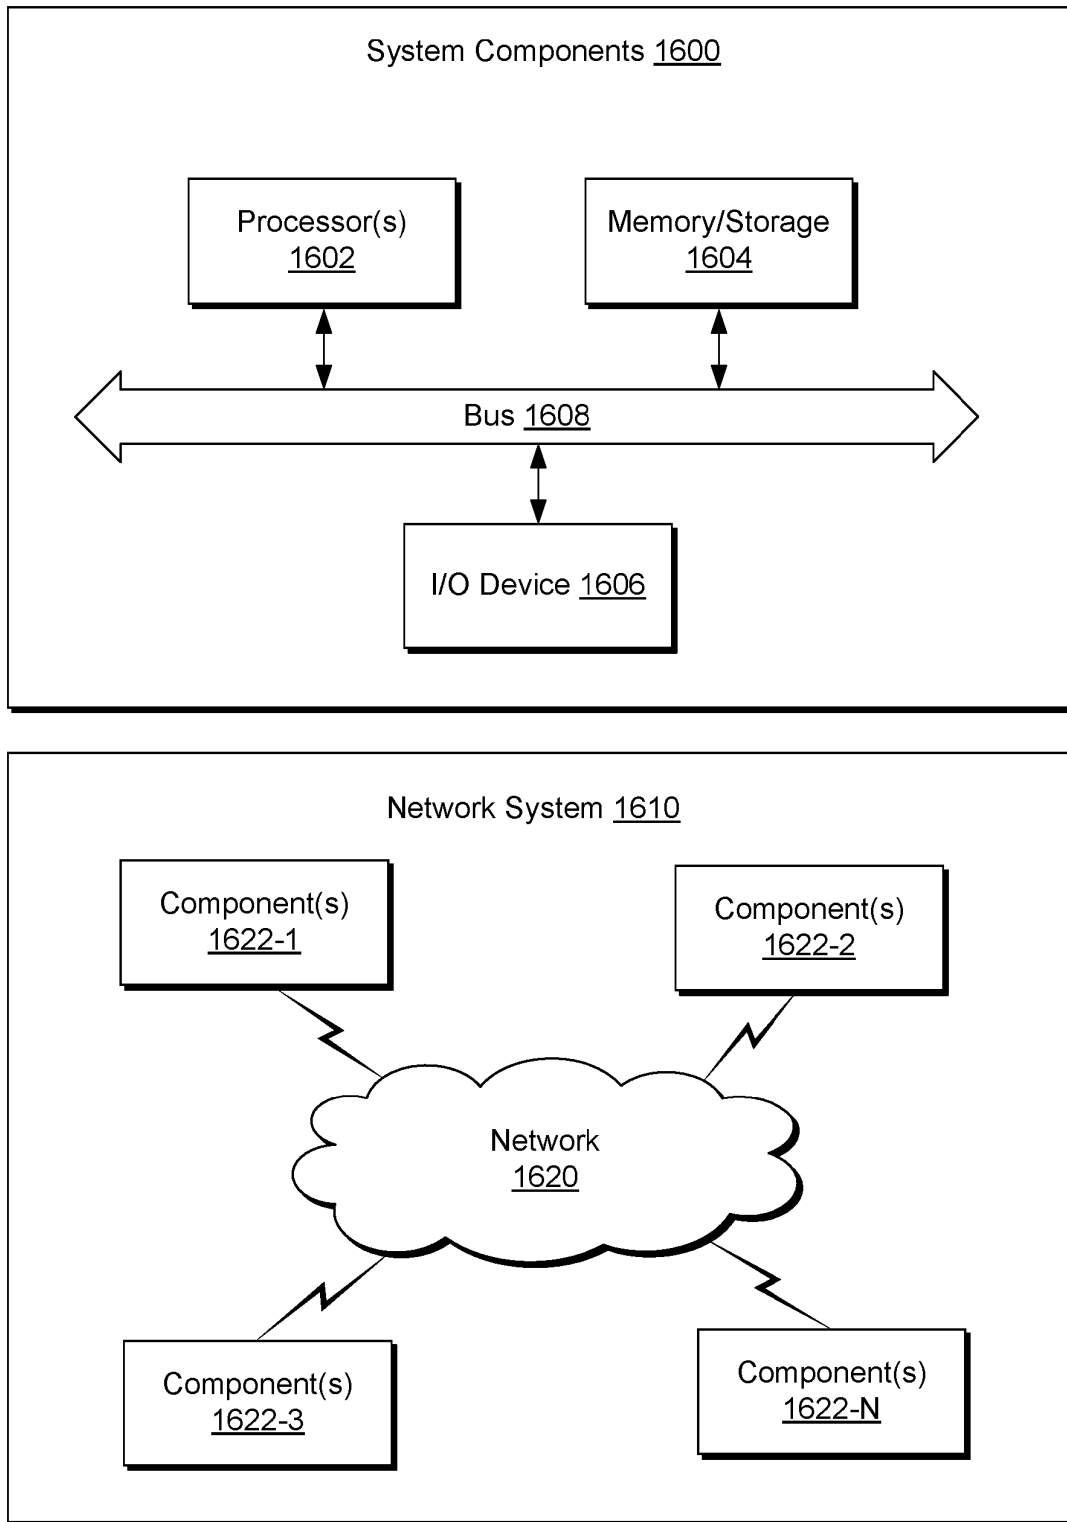 System Components 1600
Processor(s)
1602
Memory/Storage
1604
Bus 1608
I/O Device 1606
Network System 1610
Component(s)
1622-1
Component(s)
1622-2
Network
1620
Component(s)
1622-3
Component(s)
1622-N